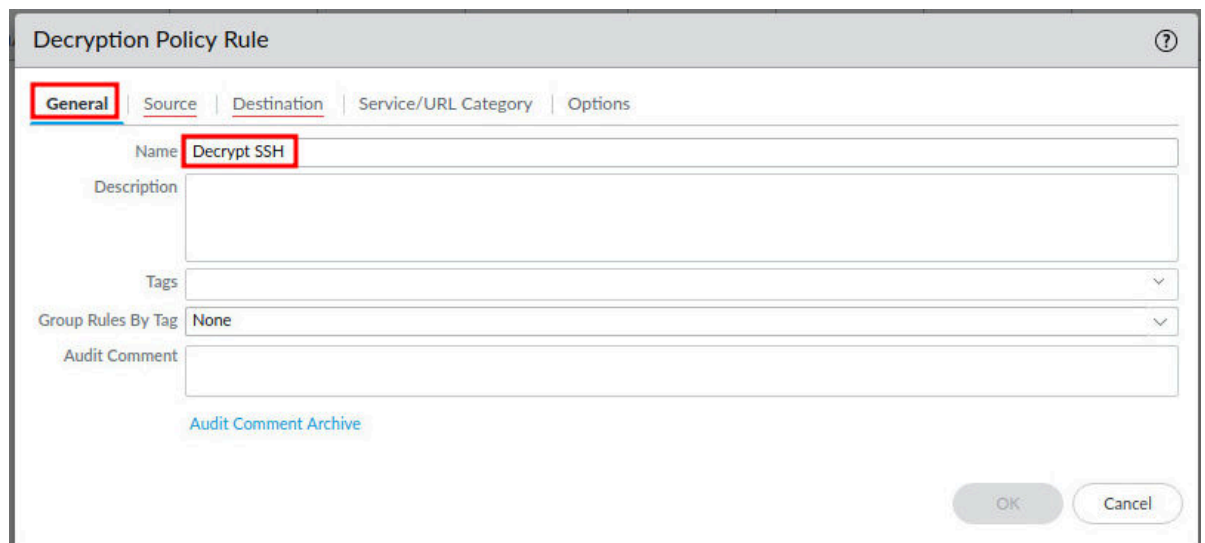 Decryption Policy Rule ?
General Source Destination Service/URL Category Options
Name Decrypt SSH
Description
Tags
Group Rules By Tag None
Audit Comment
Audit Comment Archive
OK Cancel